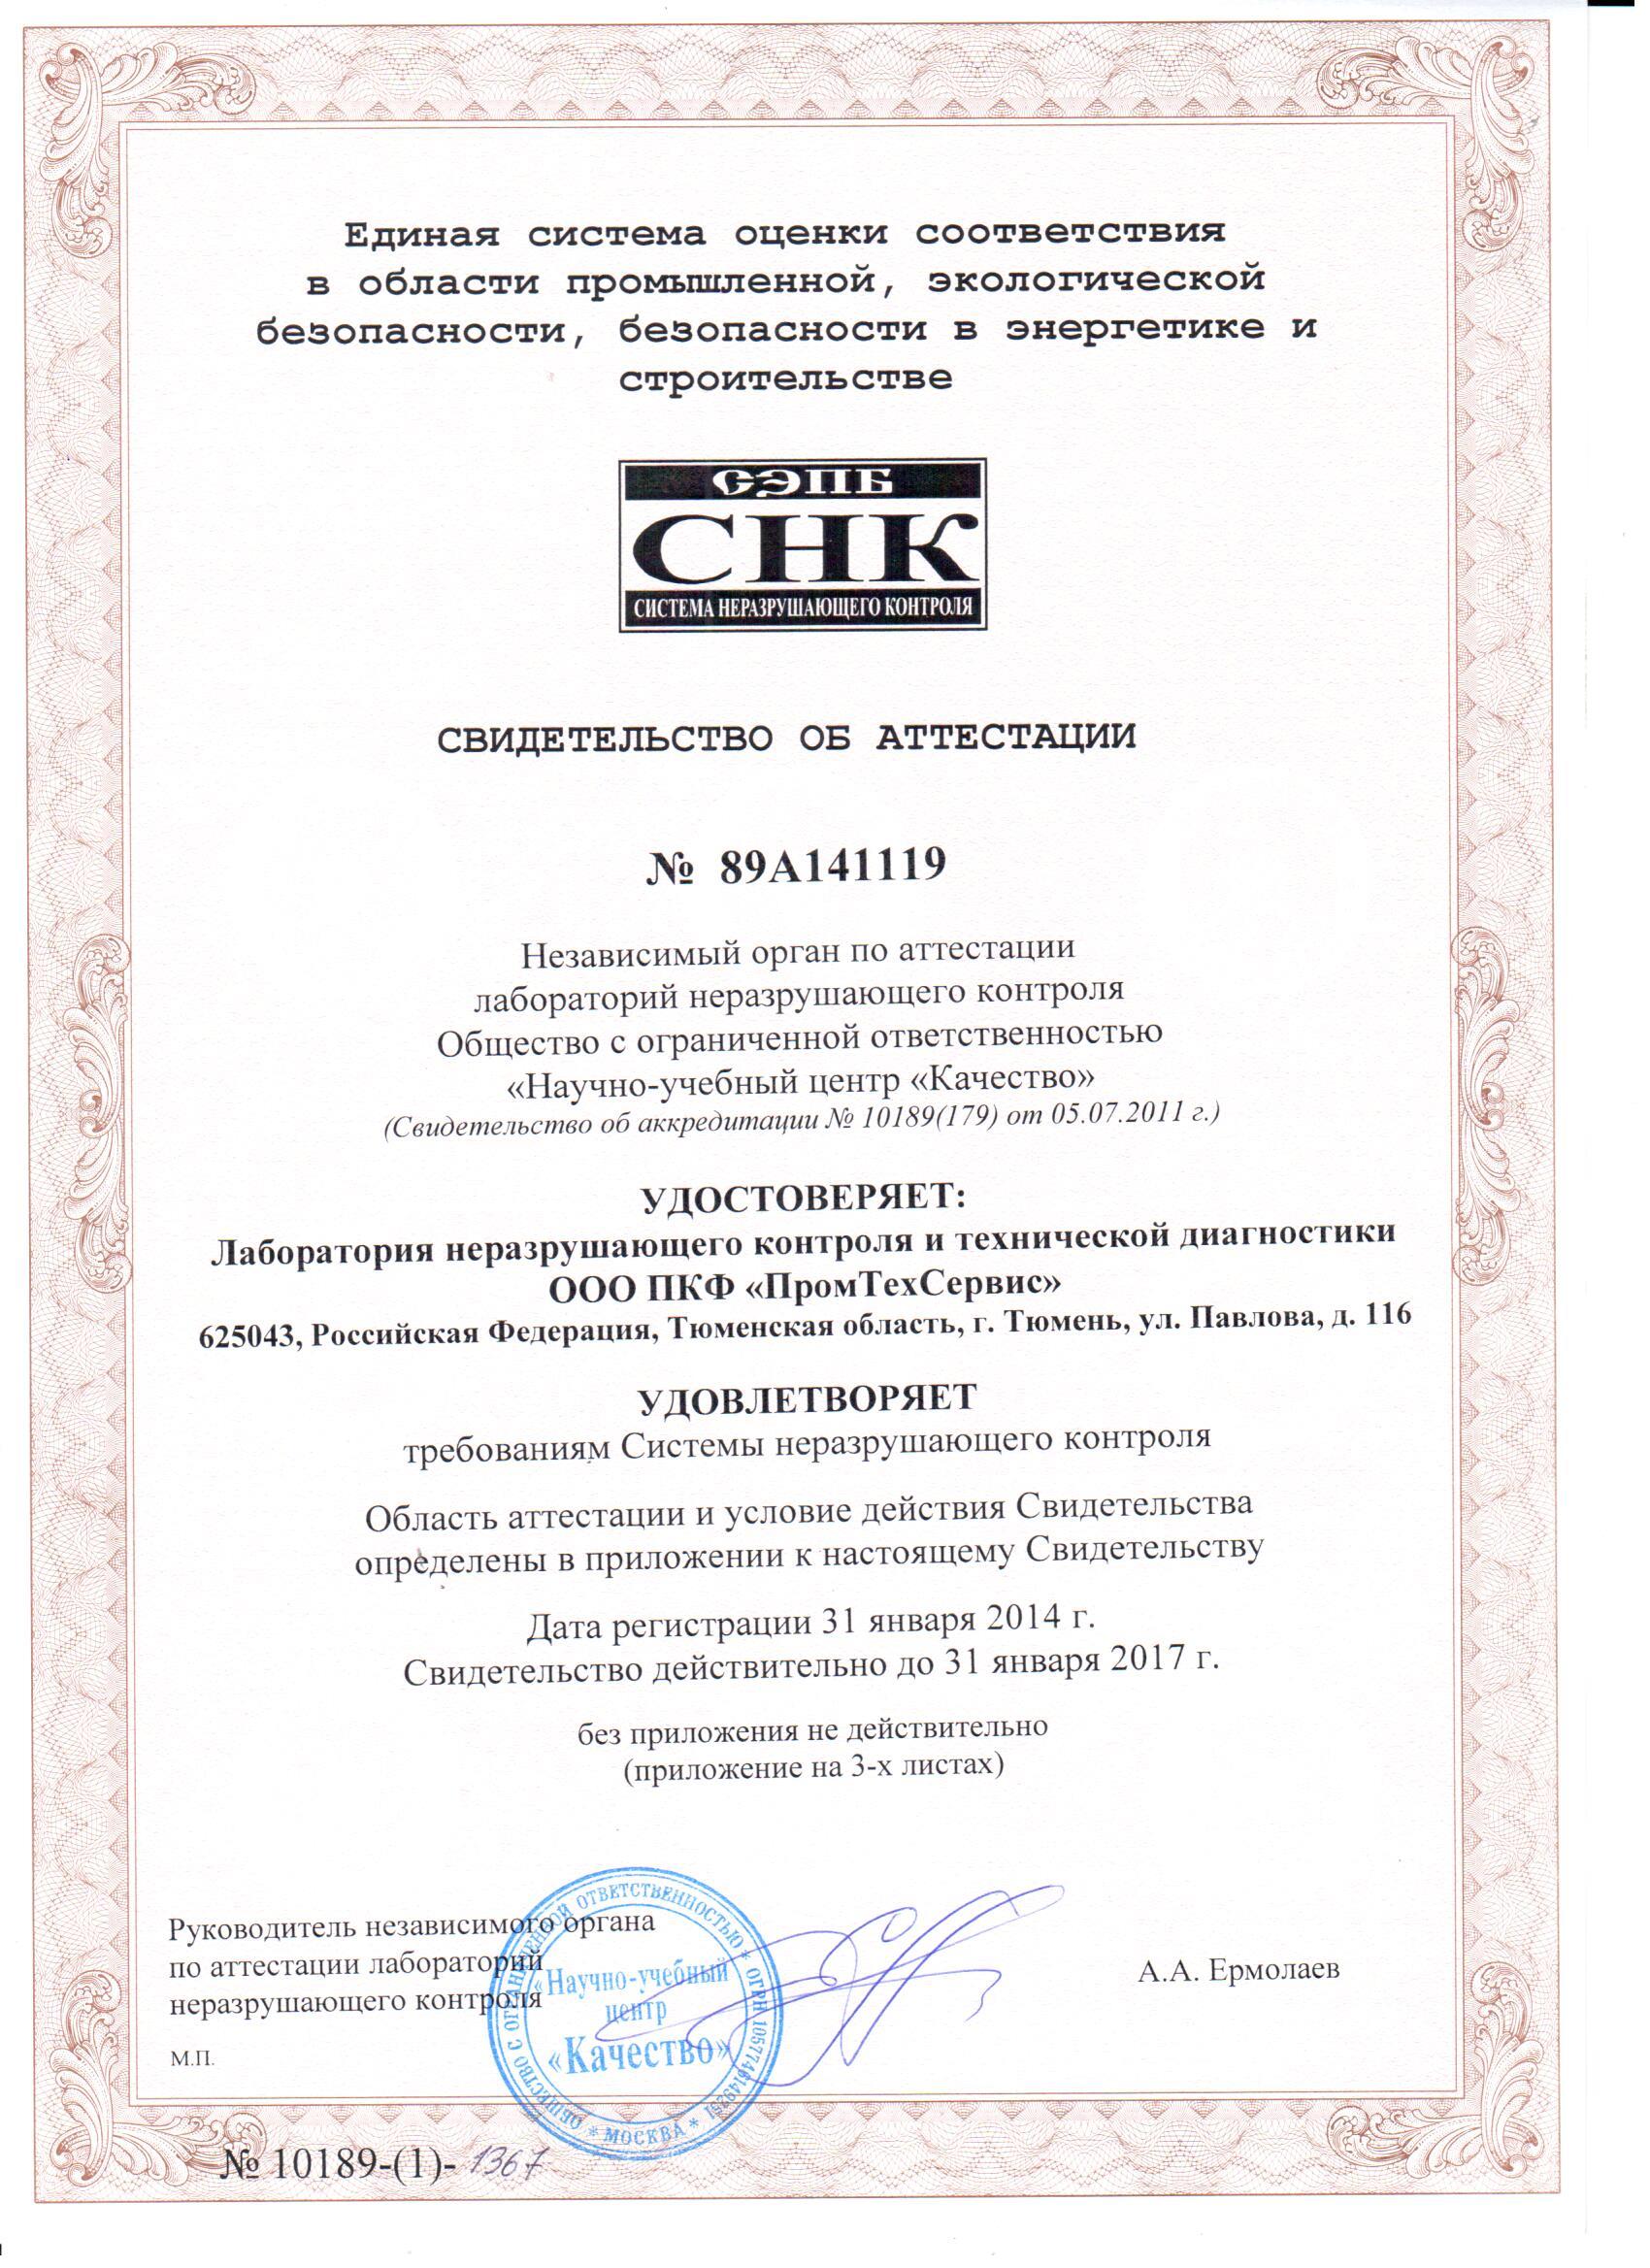 Единая система оценки соответствия
в области промышленной, экологической
безопасности, безопасности в энергетике и
строительстве
СЭПБ
СНК
СИСТЕМА НЕРАЗРУШАЮЩЕГО КОНТРОЛЯ
СВИДЕТЕЛЬСТВО ОБ АТТЕСТАЦИИ
№ 89А141119
Независимый орган по аттестации
лабораторий неразрушающего контроля
Общество с ограниченной ответственностью
«Научно-учебный центр «Качество»
(Свидетельство об аккредитации № 10189(179) от 05.07.2011 г.)
УДОСТОВЕРЯЕТ:
Лаборатория неразрушающего контроля и технической диагностики
ООО ПКФ «ПромТехСервис»
625043, Российская Федерация, Тюменская область, г. Тюмень, ул. Павлова, д. 116
УДОВЛЕТВОРЯЕТ
требованиям Системы неразрушающего контроля
Область аттестации и условие действия Свидетельства
определены в приложении к настоящему Свидетельству
Дата регистрации 31 января 2014 г.
Свидетельство действительно до 31 января 2017 г.
без приложения не действительно
(приложение на 3-х листах)
Руководитель независимого органа
по аттестации лабораторий
неразрушающего контроля
А.А. Ермолаев
М.П.
ОБЩЕСТВО С ОГРАНИЧЕННОЙ ОТВЕТСТВЕННОСТЬЮ * ОГРН * МОСКВА *
«Научно-учебный
центр
«Качество»
№ 10189-(1)- 1367